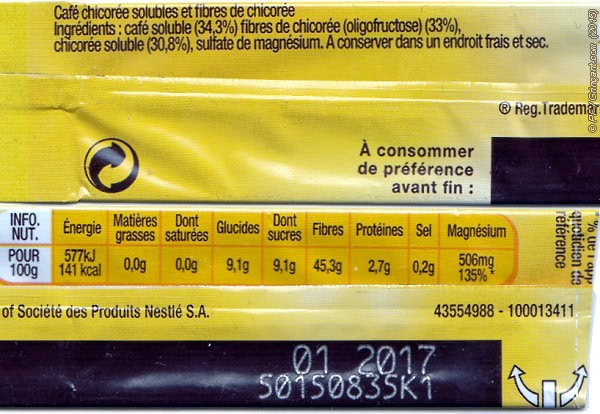 Café chicorée solubles et fibres de chicorée
Ingrédients : café soluble (34,3%) fibres de chicorée (oligofructose) (33%),
chicorée soluble (30,8%), sulfate de magnésium. A conserver dans un endroit frais et sec.
® Reg.Trademar
À consommer
de préférence
avant fin :
INFO. NUT. Énergie Matières grasses Dont saturées Glucides Dont sucres Fibres Protéines Sel Magnésium
POUR 100g 577kJ 141 kcal 0,0g 0,0g 9,1g 9,1g 45,3g 2,7g 0,2g 506mg 135% *
quotidien de
référence
of Société des Produits Nestlé S.A.
43554988 - 100013411
01 2017
50150835K1